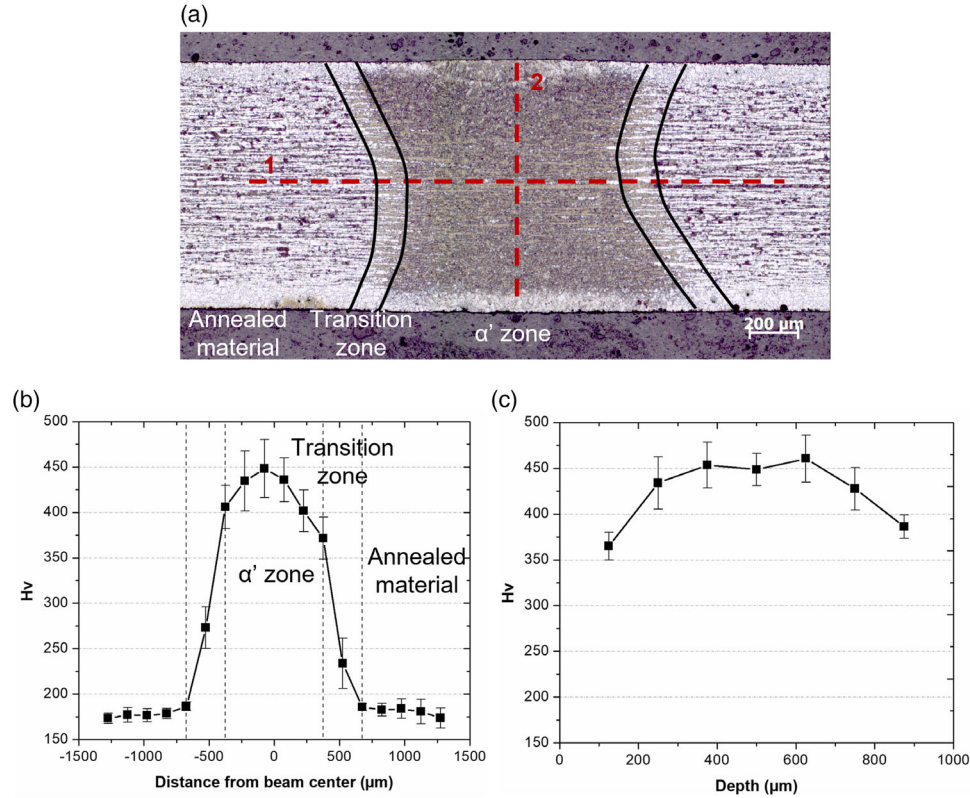 (a)
2
1
Annealed
material
Transition
zone
α’ zone
200 µm
(b)
500
450
400
350
300
250
200
150
Hv
-1500
-1000
-500
0
500
1000
1500
Distance from beam center (µm)
Transition
zone
α’ zone
Annealed
material
(c)
500
450
400
350
300
250
200
150
Hv
0
200
400
600
800
1000
Depth (µm)